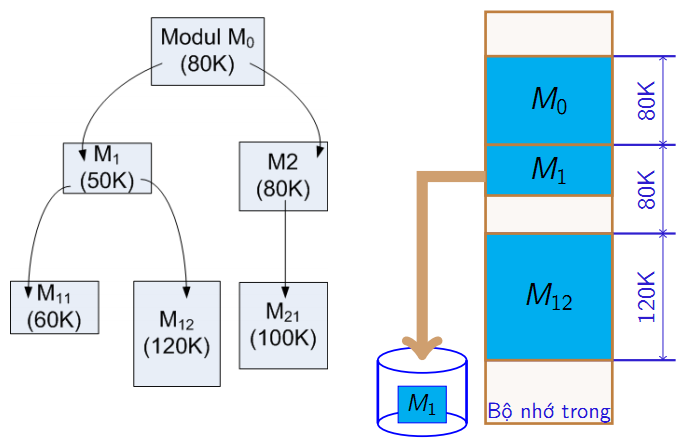 Modul M₀
(80K)
M₁
(50K)
M2
(80K)
M₁₁
(60K)
M₁₂
(120K)
M₂₁
(100K)
M₀
80K
M₁
80K
M₁₂
120K
M₁
Bộ nhớ trong